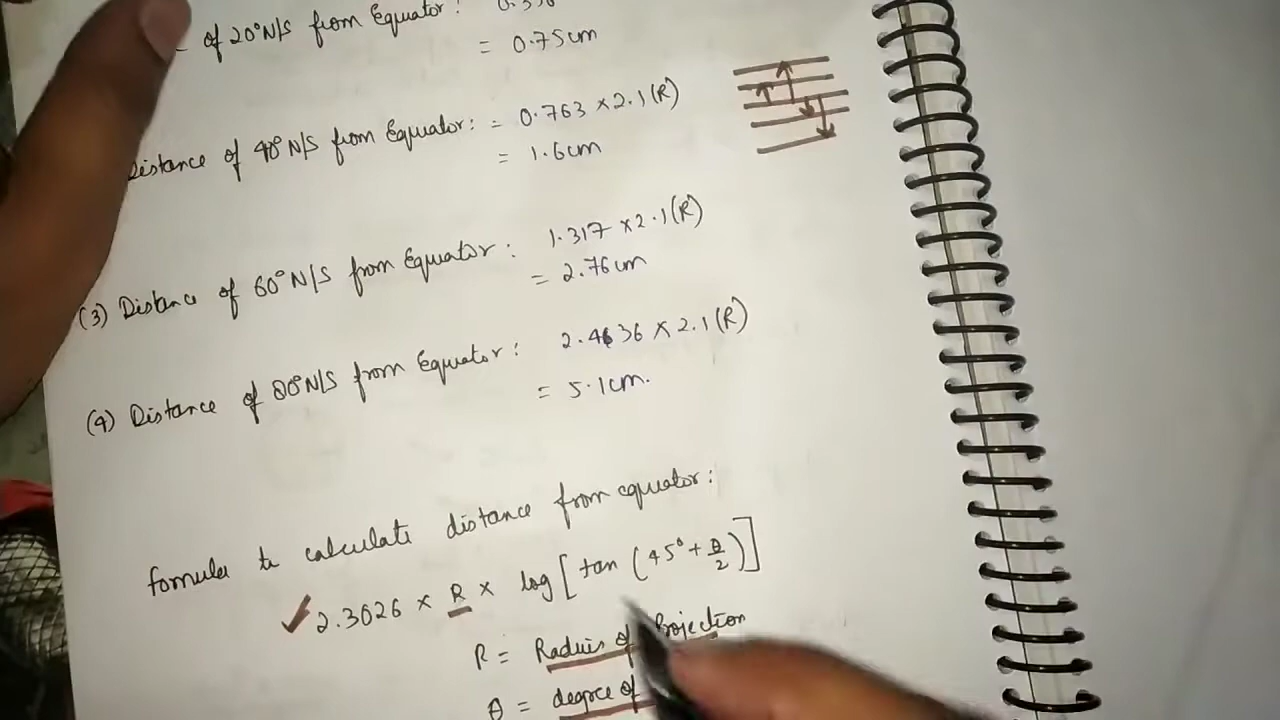 of 20°N/S from Equator:
= 0.75cm
Distance of 40°N/S from Equator: = 0.763 × 2.1(R)
= 1.6cm
(3) Distance of 60°N/S from Equator: 1.317 × 2.1(R)
= 2.76cm
(4) Distance of 80°N/S from Equator: 2.4636 × 2.1(R)
= 5.1cm.
formula to calculate distance from equator:
✓ 2.3026 × R × log [tan (45° + θ/2)]
R = Radius of Projection
θ = degree of